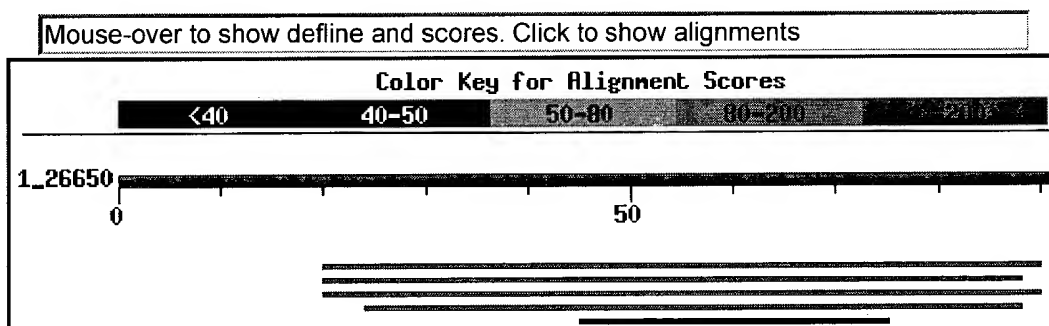 Mouse-over to show defline and scores. Click to show alignments
Color Key for Alignment Scores
<40 40-50 50-80 80-200
1_26650
0 50